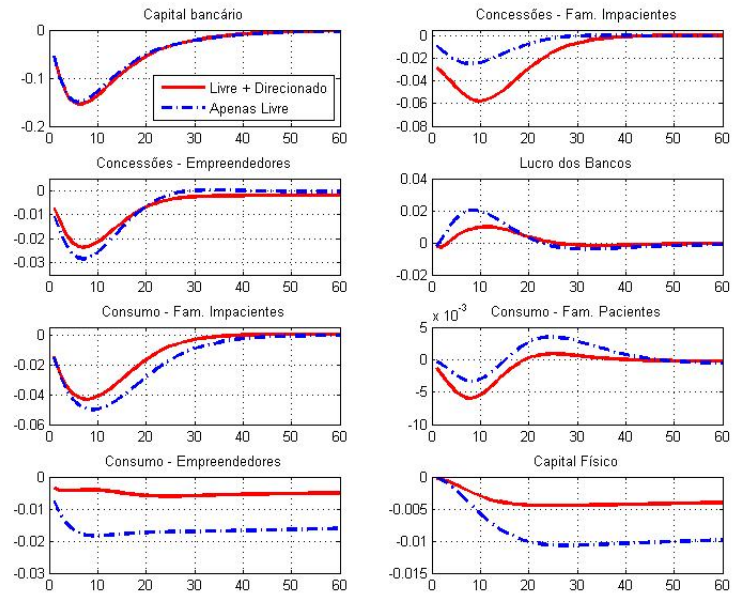 Capital bancário
0
-0.1
-0.2
0 10 20 30 40 50 60
Livre + Direcionado
Apenas Livre
Concessões - Fam. Impacientes
0
-0.02
-0.04
-0.06
-0.08
0 10 20 30 40 50 60
Concessões - Empreendedores
0
-0.01
-0.02
-0.03
0 10 20 30 40 50 60
Lucro dos Bancos
0.04
0.02
0
-0.02
0 10 20 30 40 50 60
Consumo - Fam. Impacientes
0
-0.02
-0.04
-0.06
0 10 20 30 40 50 60
x 10⁻³ Consumo - Fam. Pacientes
5
0
-5
-10
0 10 20 30 40 50 60
Consumo - Empreendedores
0
-0.01
-0.02
-0.03
0 10 20 30 40 50 60
Capital Físico
0
-0.005
-0.01
-0.015
0 10 20 30 40 50 60